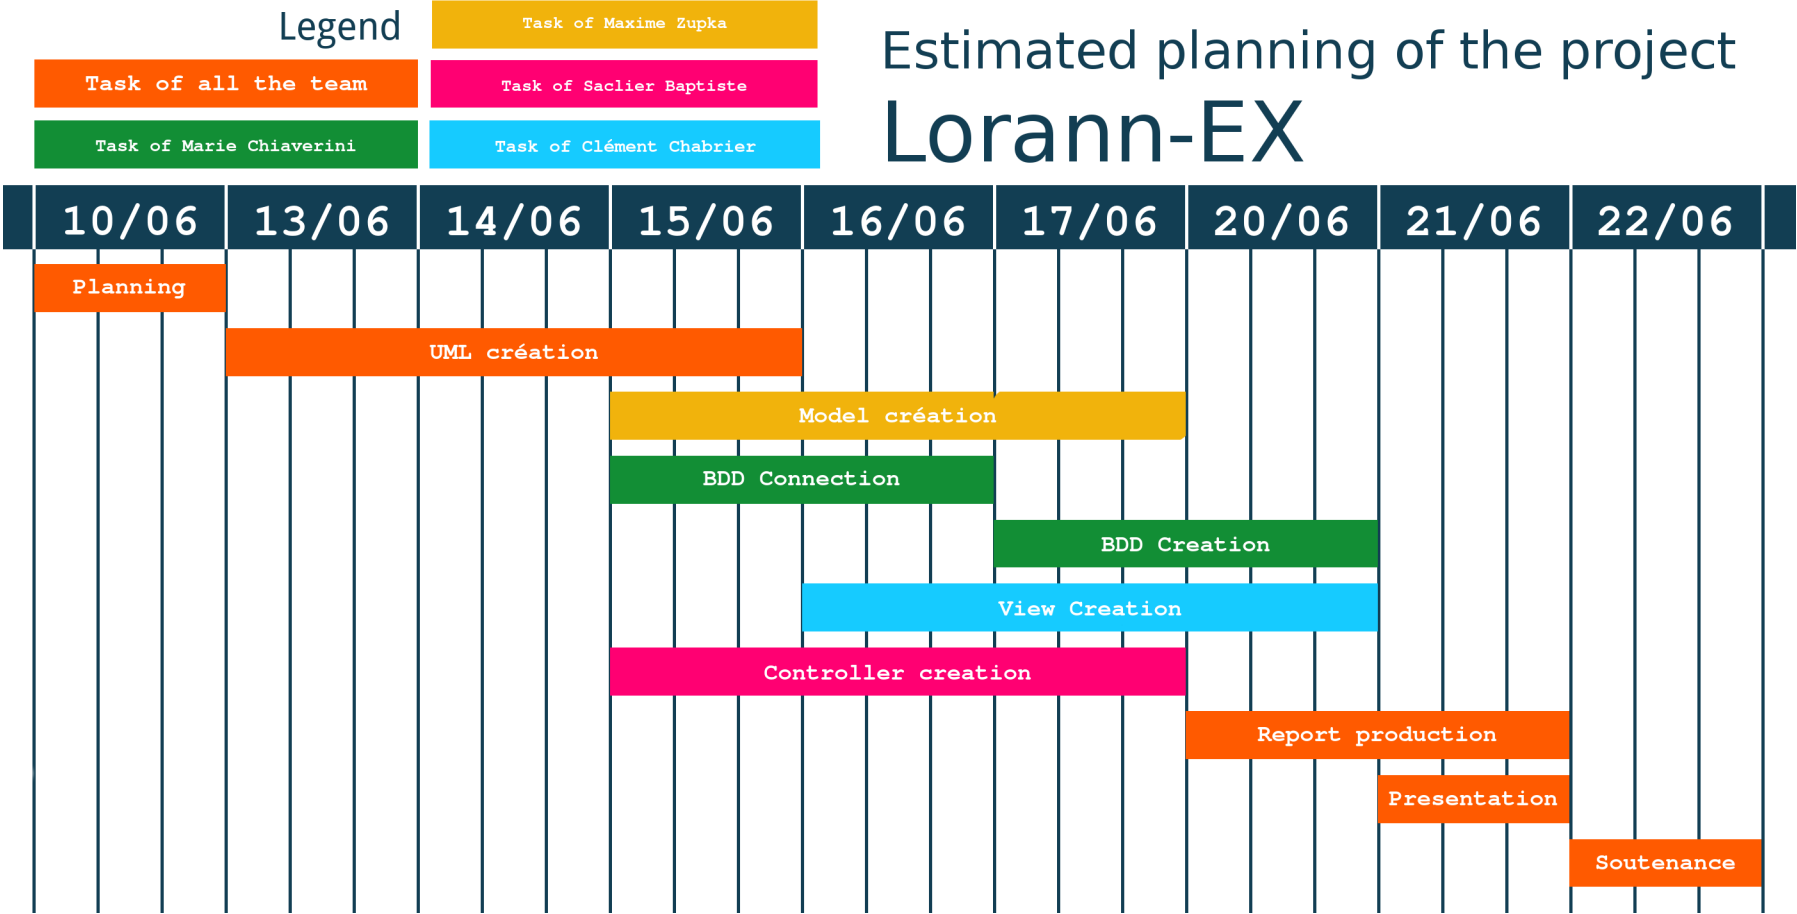 Legend
Task of Maxime Zupka
Task of all the team
Task of Saclier Baptiste
Task of Marie Chiaverini
Task of Clément Chabrier
Estimated planning of the project
Lorann-EX
10/06 13/06 14/06 15/06 16/06 17/06 20/06 21/06 22/06
Planning
UML création
Model création
BDD Connection
BDD Creation
View Creation
Controller creation
Report production
Presentation
Soutenance